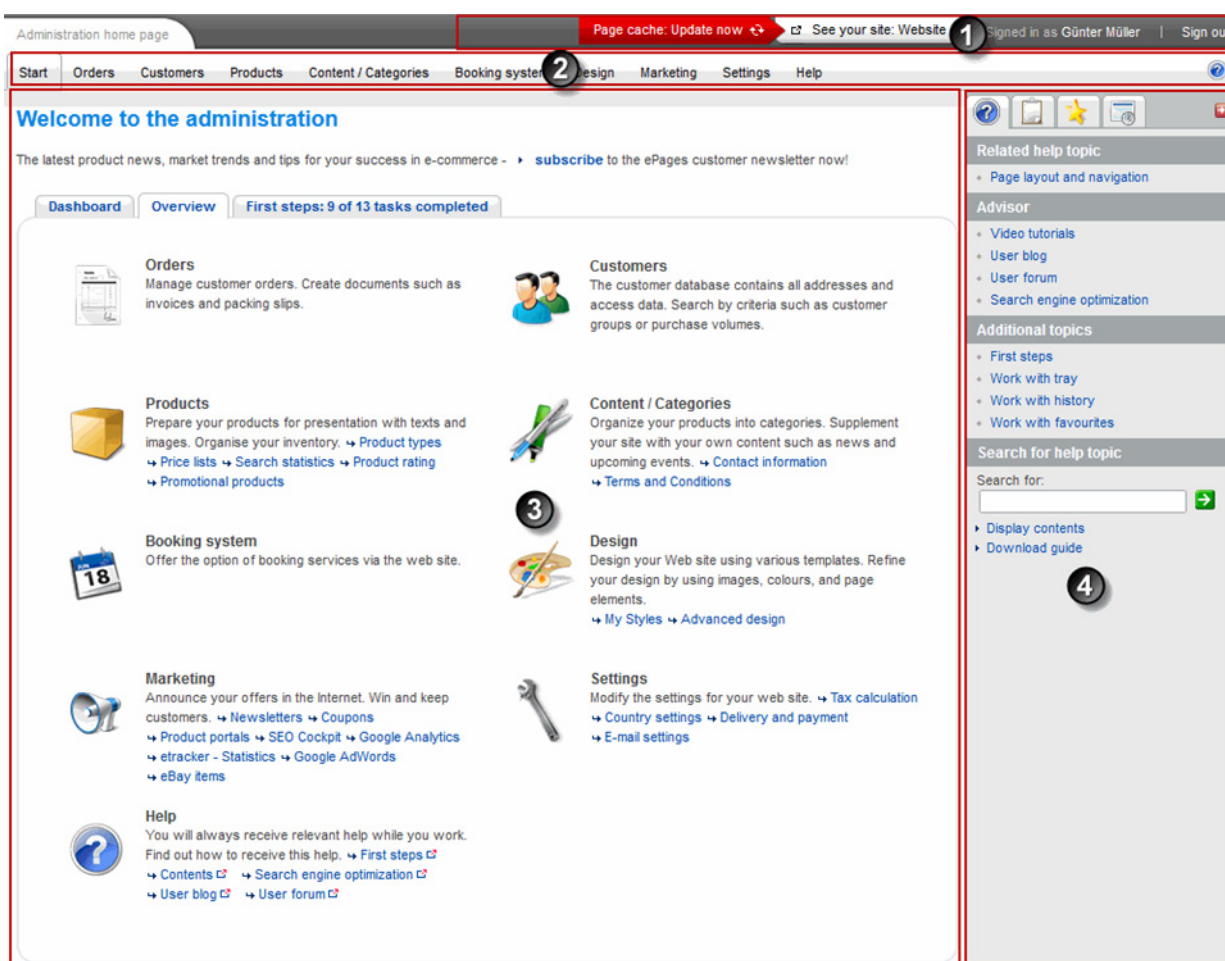 Administration home page
Page cache: Update now
See your site: Website
1
Signed in as Günter Müller | Sign ou
Start Orders Customers Products Content / Categories Booking system 2 Design Marketing Settings Help
Welcome to the administration
The latest product news, market trends and tips for your success in e-commerce - subscribe to the ePages customer newsletter now!
Dashboard Overview First steps: 9 of 13 tasks completed
Orders
Manage customer orders. Create documents such as
invoices and packing slips.
Customers
The customer database contains all addresses and
access data. Search by criteria such as customer
groups or purchase volumes.
Products
Prepare your products for presentation with texts and
images. Organise your inventory. Product types
Price lists Search statistics Product rating
Promotional products
Content / Categories
Organize your products into categories. Supplement
your site with your own content such as news and
upcoming events. Contact information
Terms and Conditions
3
Booking system
Offer the option of booking services via the web site.
18
Design
Design your Web site using various templates. Refine
your design by using images, colours, and page
elements.
My Styles Advanced design
Marketing
Announce your offers in the Internet. Win and keep
customers. Newsletters Coupons
Product portals SEO Cockpit Google Analytics
etracker - Statistics Google AdWords
eBay items
Settings
Modify the settings for your web site. Tax calculation
Country settings Delivery and payment
E-mail settings
Help
You will always receive relevant help while you work.
Find out how to receive this help. First steps
Contents Search engine optimization
User blog User forum
Related help topic
Page layout and navigation
Advisor
Video tutorials
User blog
User forum
Search engine optimization
Additional topics
First steps
Work with tray
Work with history
Work with favourites
Search for help topic
Search for:
Display contents
Download guide
4